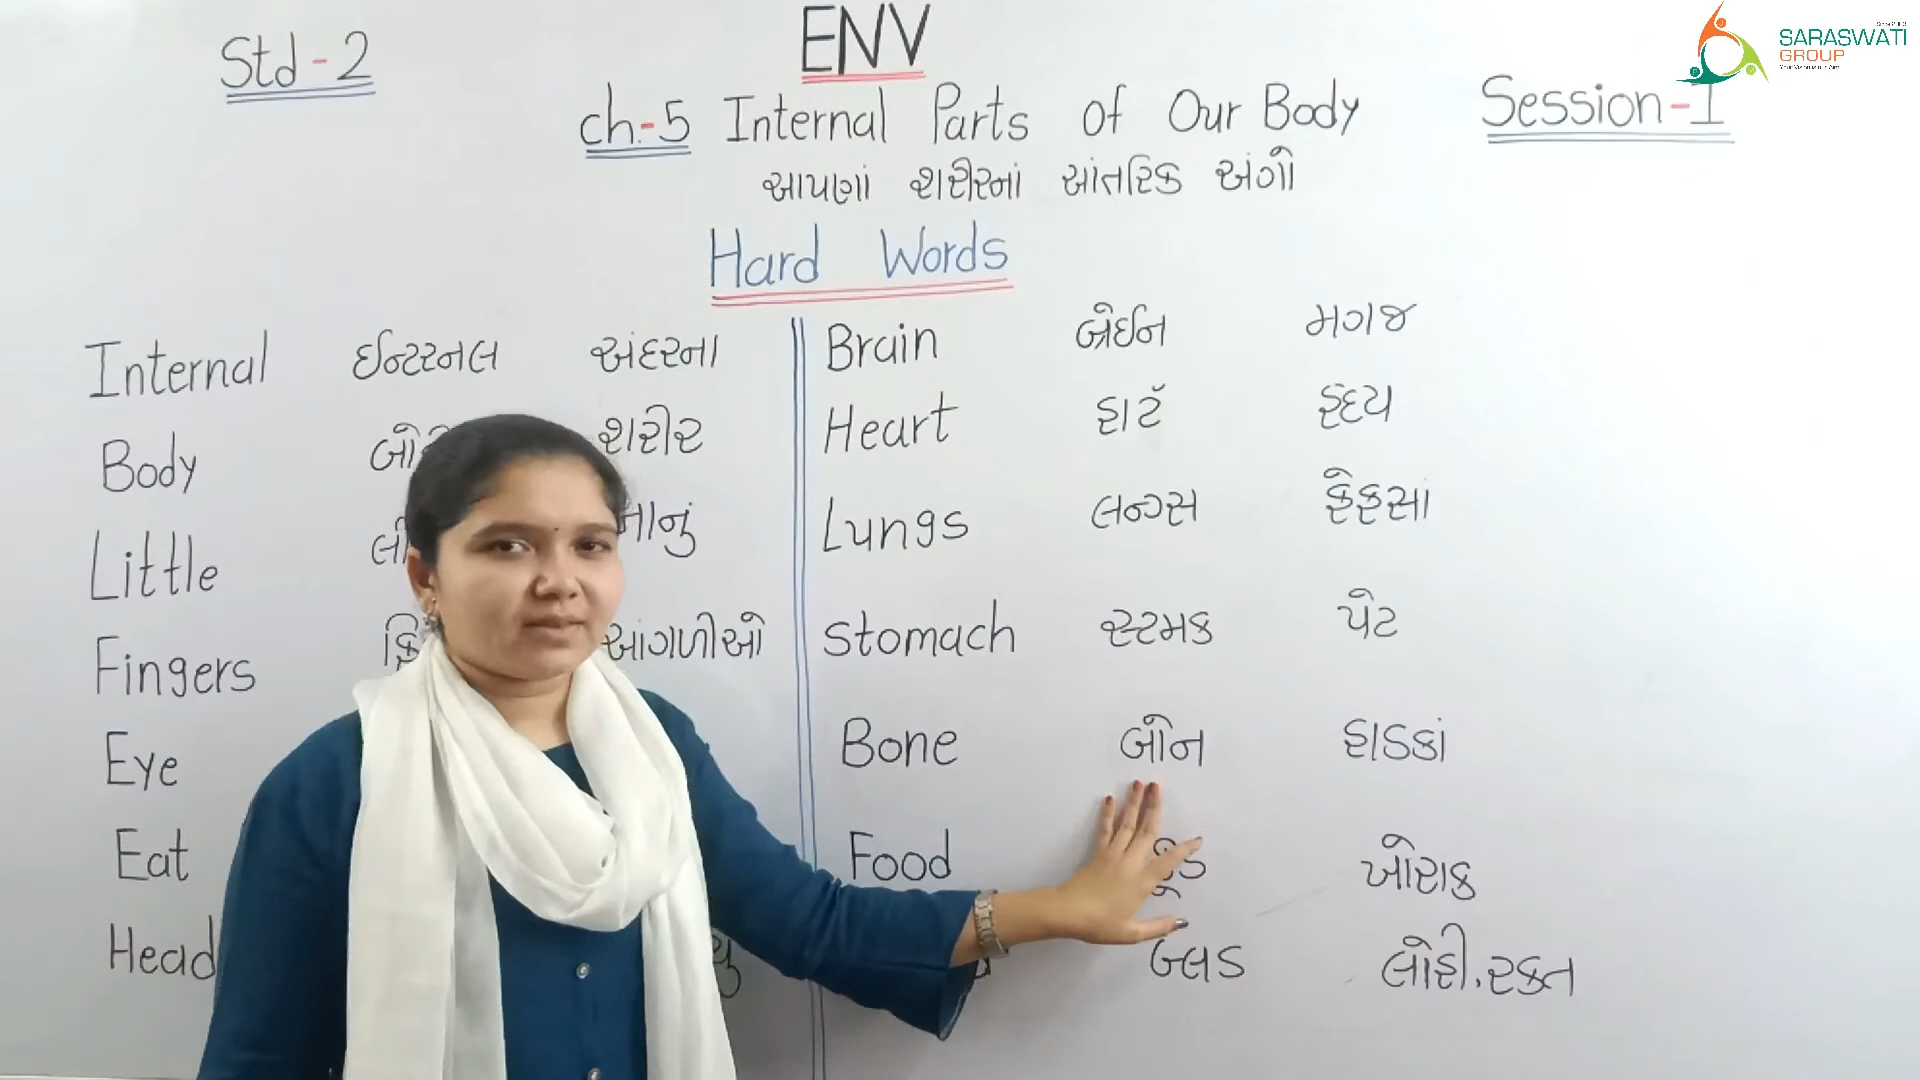 Std-2
ENV
SARASWATI
GROUP
ch.-5 Internal Parts of Our Body
Session-1
આપણાં શરીરનાં આંતરિક અંગો
Hard Words
Internal ઈન્ટરનલ અંદરના
Body શરીર
Little
Fingers આંગળીઓ
Eye
Eat
Head
Brain બ્રેઈન મગજ
Heart હાર્ટ હૃદય
Lungs લન્ગ્સ ફેફસાં
Stomach સ્ટમક પેટ
Bone બોન હાડકાં
Food ખોરાક
બ્લડ લોહી.રક્ત